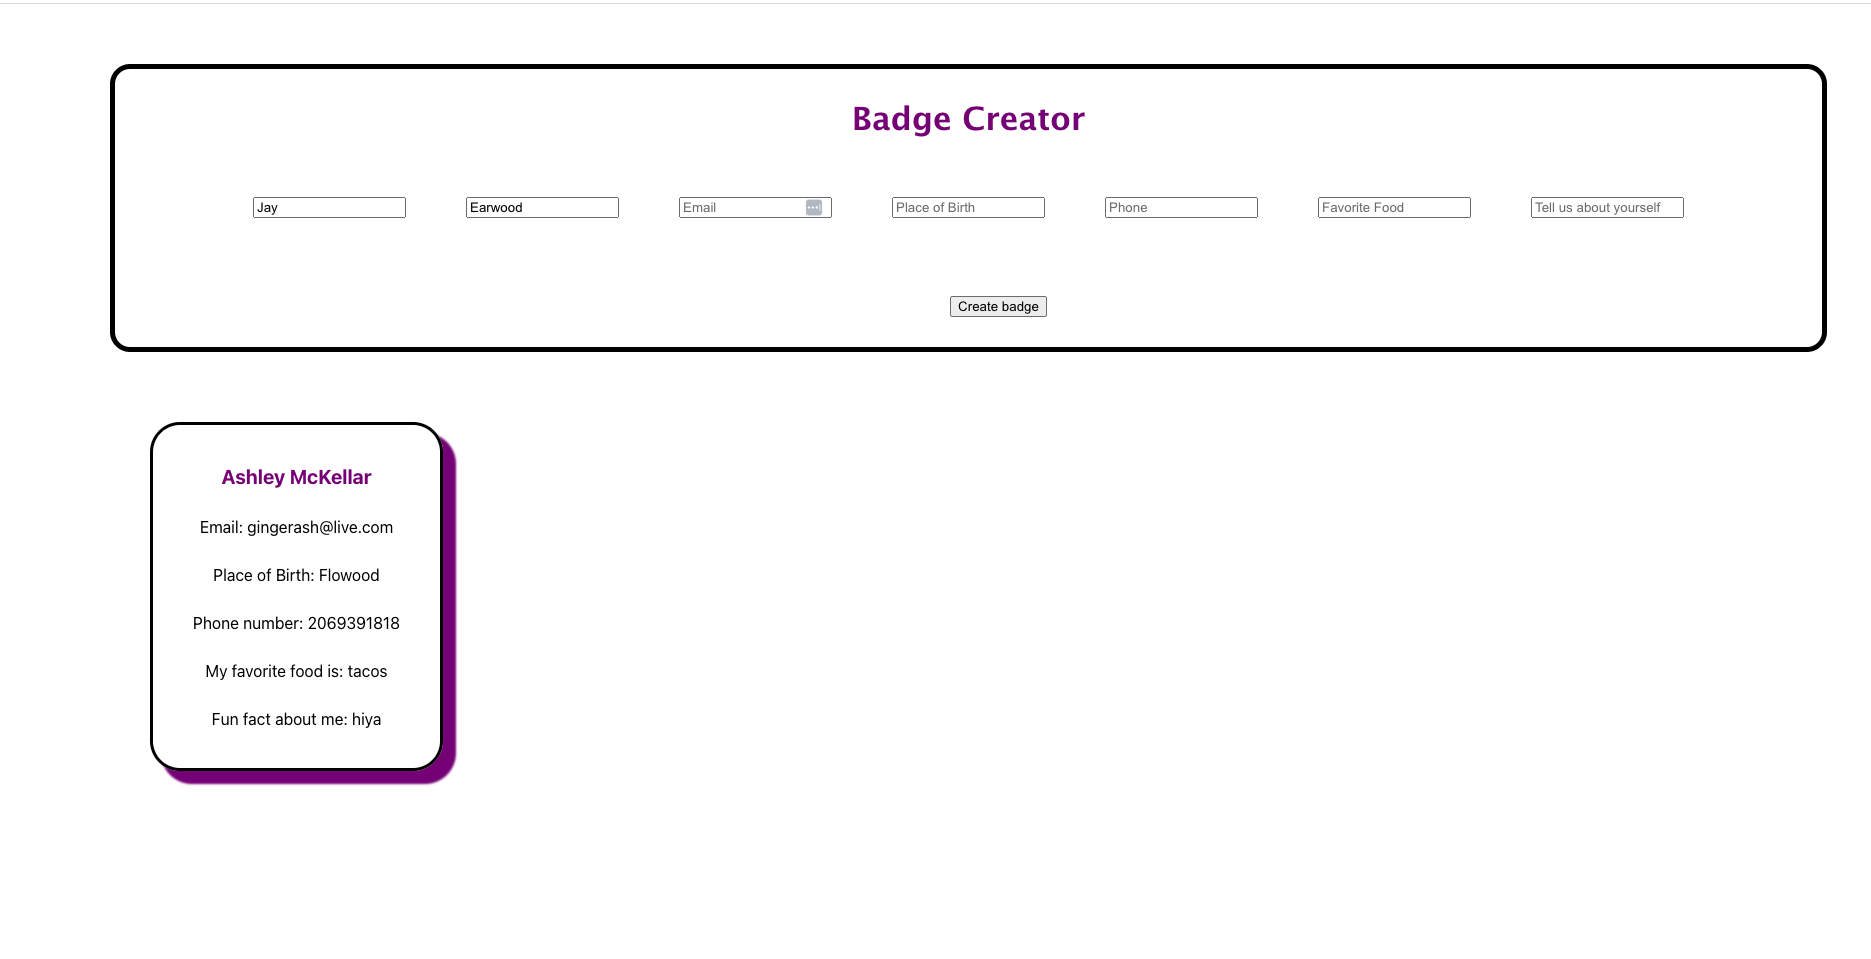 Badge Creator
Jay Earwood Email Place of Birth Phone Favorite Food Tell us about yourself
Create badge
Ashley McKellar
Email: gingerash@live.com
Place of Birth: Flowood
Phone number: 2069391818
My favorite food is: tacos
Fun fact about me: hiya